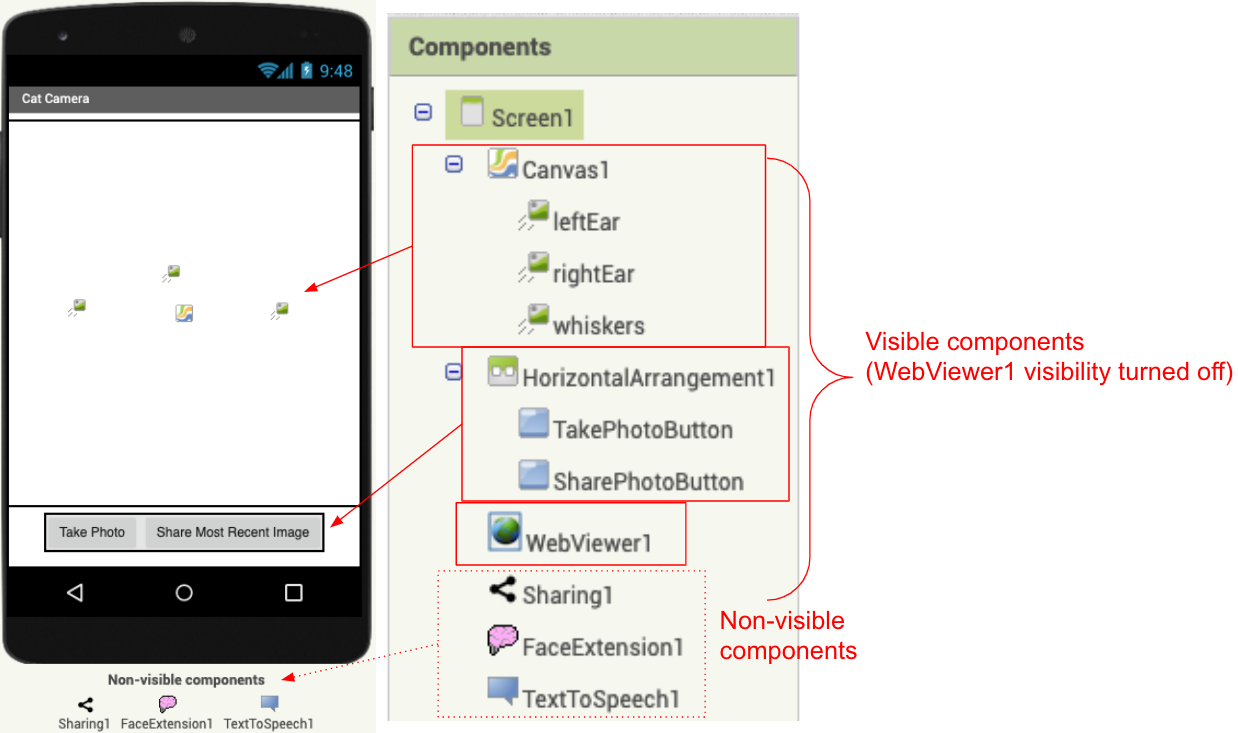 9:48
Cat Camera
Take Photo
Share Most Recent Image
Non-visible components
Sharing1
FaceExtension1
TextToSpeech1
Components
Screen1
Canvas1
leftEar
rightEar
whiskers
HorizontalArrangement1
TakePhotoButton
SharePhotoButton
WebViewer1
Sharing1
FaceExtension1
TextToSpeech1
Visible components
(WebViewer1 visibility turned off)
Non-visible
components